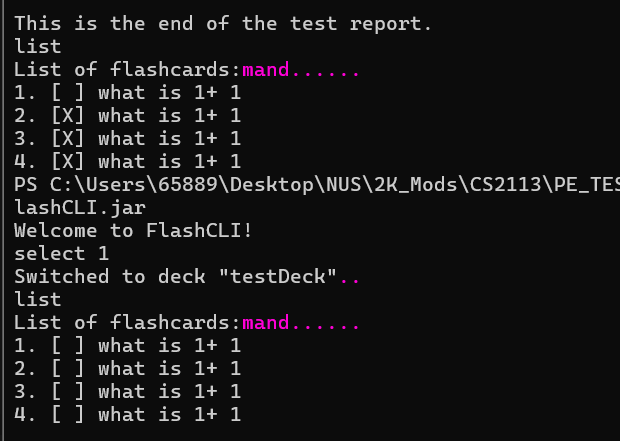 This is the end of the test report.
list
List of flashcards:mand......
1. [ ] what is 1+ 1
2. [X] what is 1+ 1
3. [X] what is 1+ 1
4. [X] what is 1+ 1
PS C:\Users\65889\Desktop\NUS\2K_Mods\CS2113\PE_TES
lashCLI.jar
Welcome to FlashCLI!
select 1
Switched to deck "testDeck"..
list
List of flashcards:mand......
1. [ ] what is 1+ 1
2. [ ] what is 1+ 1
3. [ ] what is 1+ 1
4. [ ] what is 1+ 1